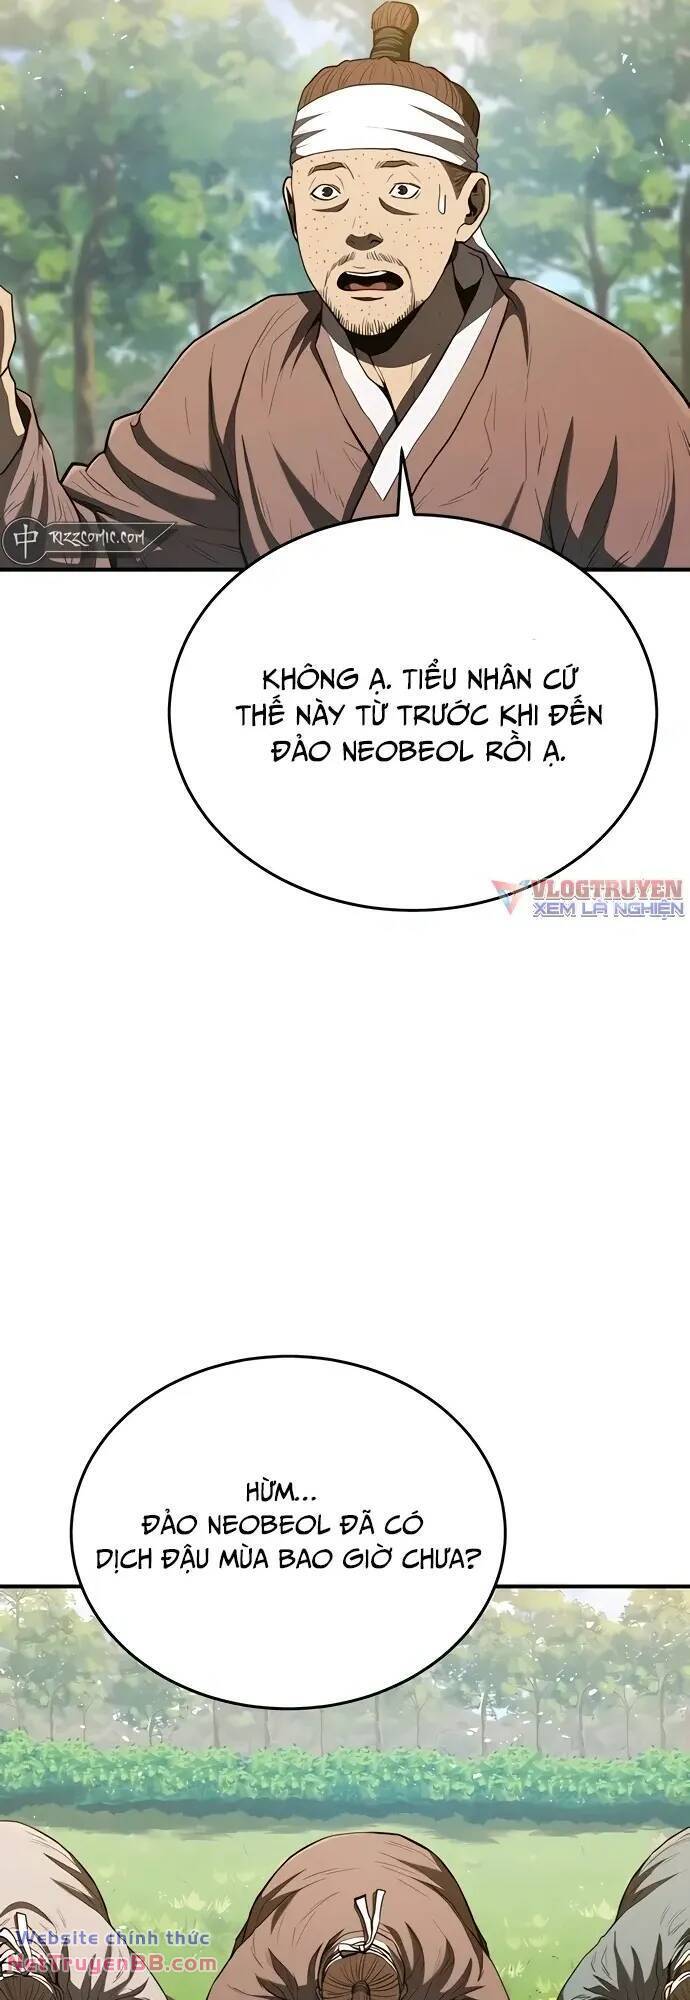 中 RIZZCOMIC.COM
KHÔNG Ạ. TIỂU NHÂN CỨ
THẾ NÀY TỪ TRƯỚC KHI ĐẾN
ĐẢO NEOBEOL RỒI Ạ.
VLOGTRUYEN
XEM LÀ NGHIỆN
HỪM...
ĐẢO NEOBEOL ĐÃ CÓ
DỊCH ĐẬU MÙA BAO GIỜ CHƯA?
Website chính thức
NetTruyenBB.com